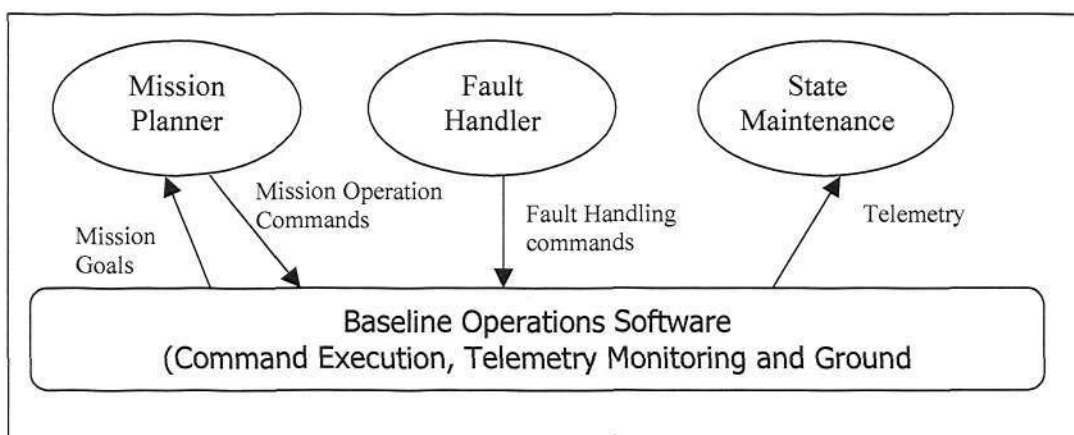 Mission
Planner
Fault
Handler
State
Maintenance
Mission Operation
Commands
Mission
Goals
Fault Handling
commands
Telemetry
Baseline Operations Software
(Command Execution, Telemetry Monitoring and Ground